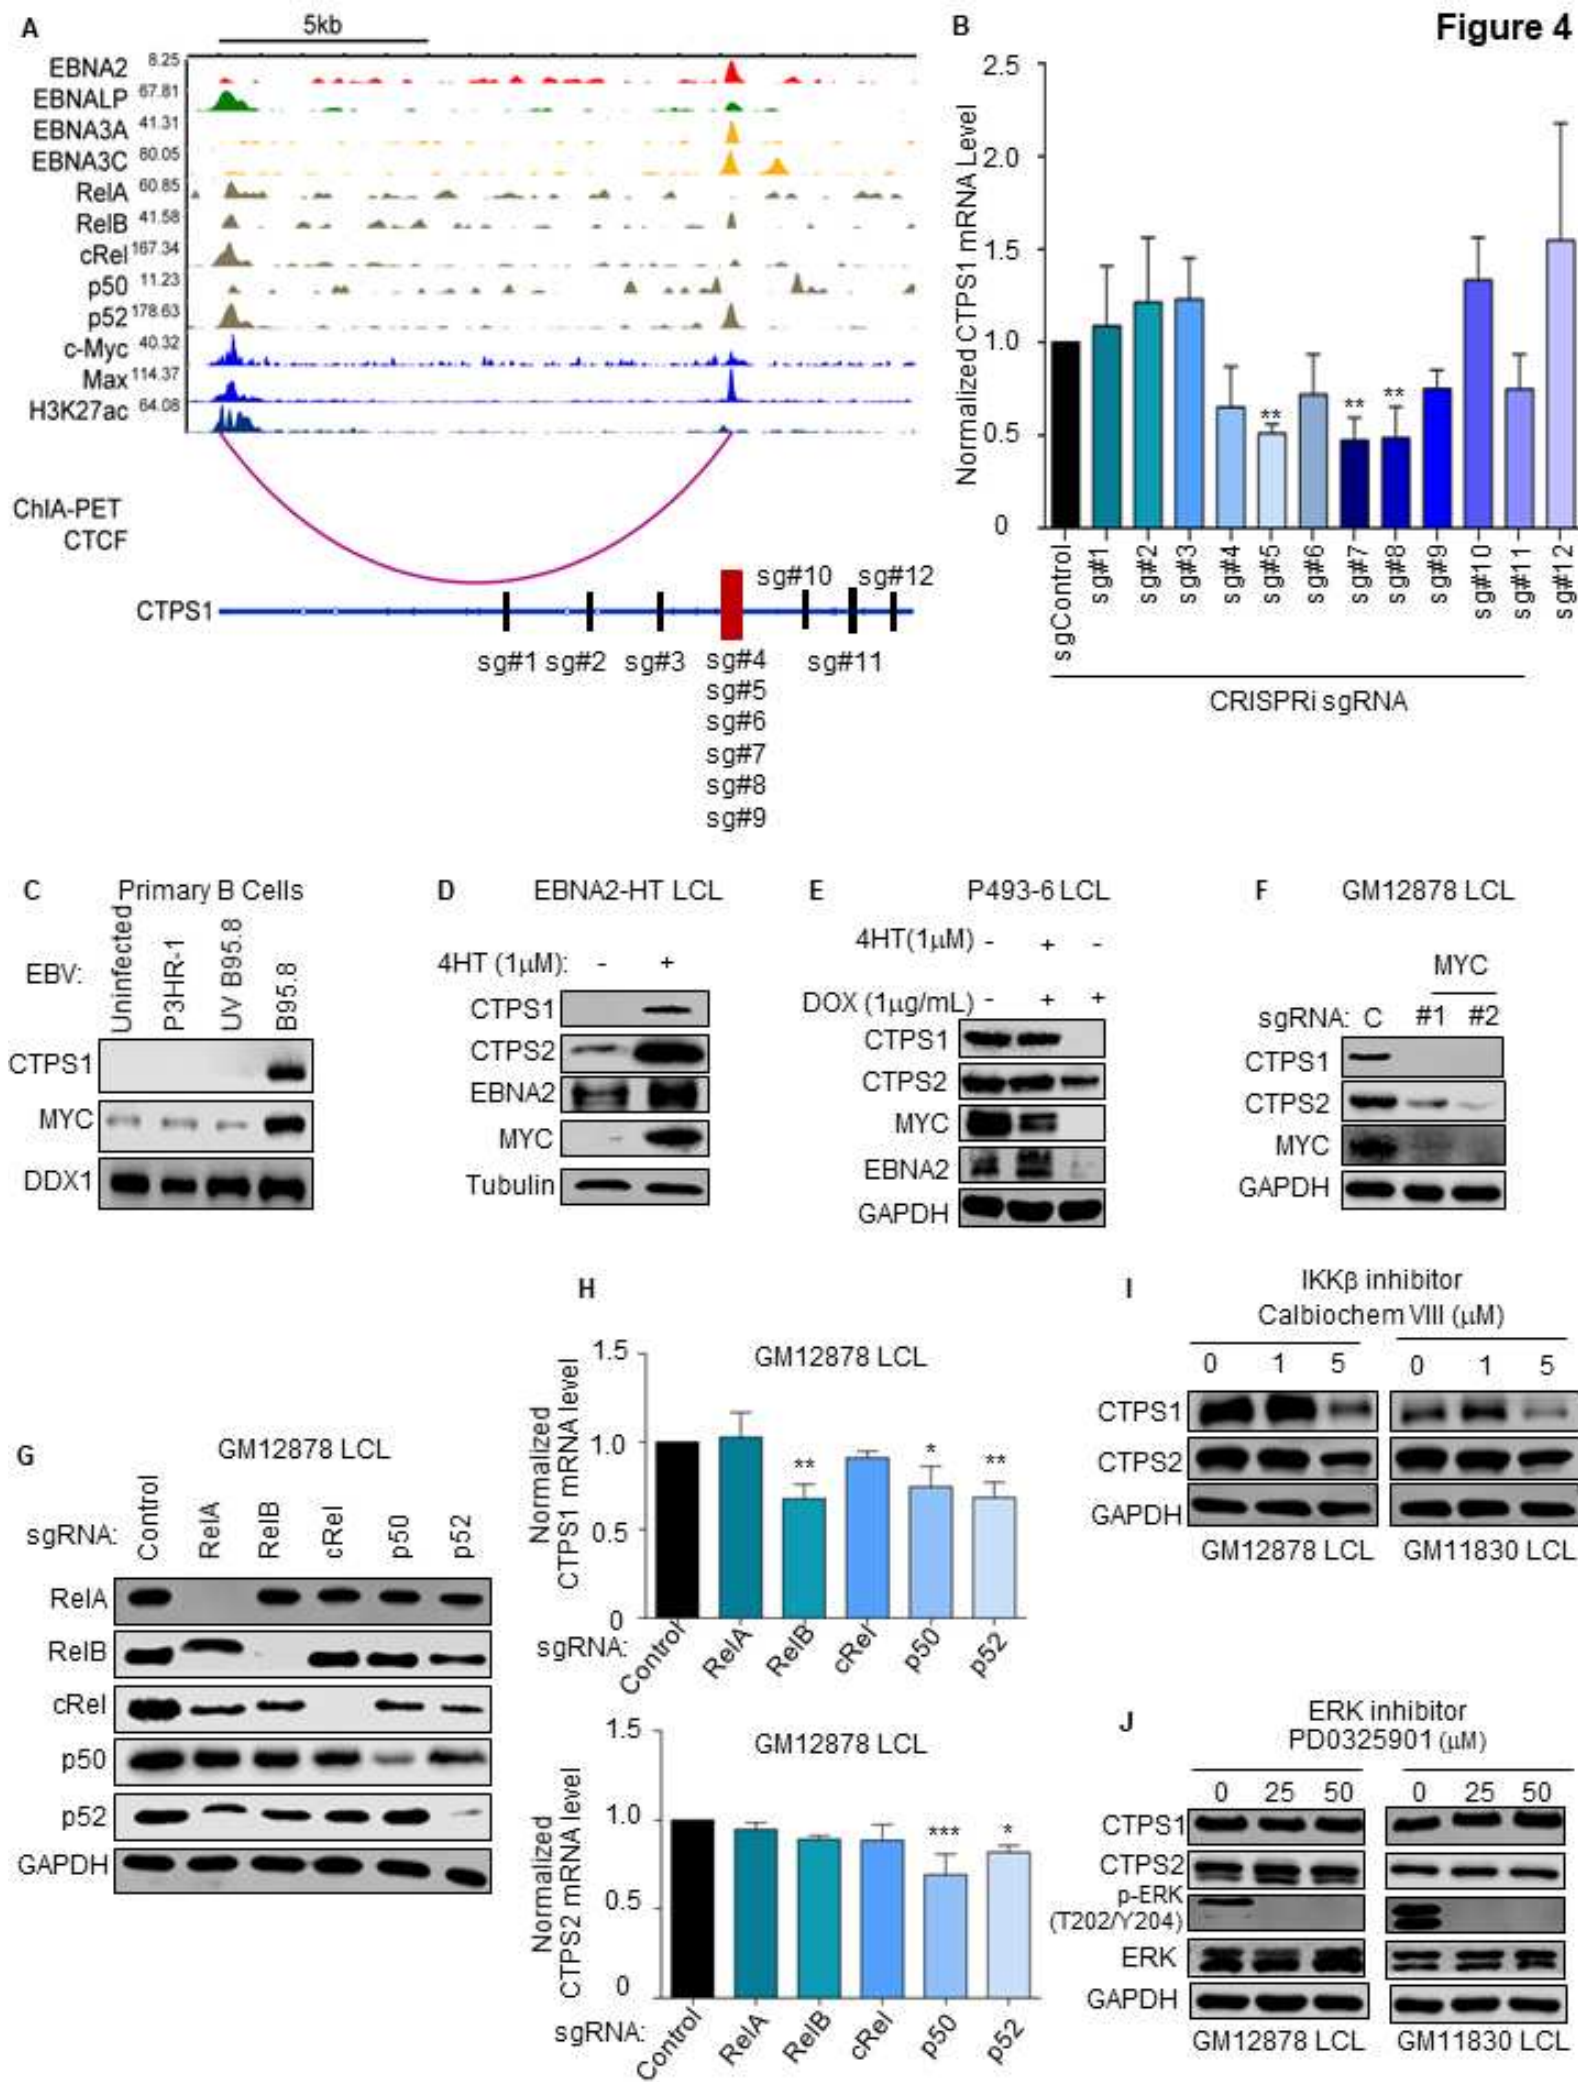 Figure 4
A
5kb
EBNA2 8.25
EBNALP 67.81
EBNA3A 41.31
EBNA3C 80.05
RelA 60.85
RelB 41.58
cRel 167.34
p50 11.23
p52 178.63
c-Myc 40.32
Max 114.37
H3K27ac 64.08
ChIA-PET
CTCF
CTPS1
sg#10 sg#12
sg#1 sg#2 sg#3 sg#4 sg#11
sg#5
sg#6
sg#7
sg#8
sg#9
B
Normalized CTPS1 mRNA Level
2.5
2.0
1.5
1.0
0.5
0
** ** **
sgControl sg#1 sg#2 sg#3 sg#4 sg#5 sg#6 sg#7 sg#8 sg#9 sg#10 sg#11 sg#12
CRISPRi sgRNA
C Primary B Cells
EBV: Uninfected P3HR-1 UV B95.8 B95.8
CTPS1
MYC
DDX1
D EBNA2-HT LCL
4HT (1μM): - +
CTPS1
CTPS2
EBNA2
MYC
Tubulin
E P493-6 LCL
4HT(1μM) - + -
DOX (1μg/mL) - + +
CTPS1
CTPS2
MYC
EBNA2
GAPDH
F GM12878 LCL
MYC
sgRNA: C #1 #2
CTPS1
CTPS2
MYC
GAPDH
G GM12878 LCL
sgRNA: Control RelA RelB cRel p50 p52
RelA
RelB
cRel
p50
p52
GAPDH
H
GM12878 LCL
Normalized
CTPS1 mRNA level
1.5
1.0
0.5
0
** * **
sgRNA: Control RelA RelB cRel p50 p52
GM12878 LCL
Normalized
CTPS2 mRNA level
1.5
1.0
0.5
0
*** *
sgRNA: Control RelA RelB cRel p50 p52
I IKKβ inhibitor
Calbiochem VIII (μM)
0 1 5 0 1 5
CTPS1
CTPS2
GAPDH
GM12878 LCL GM11830 LCL
J ERK inhibitor
PD0325901 (μM)
0 25 50 0 25 50
CTPS1
CTPS2
p-ERK
(T202/Y204)
ERK
GAPDH
GM12878 LCL GM11830 LCL